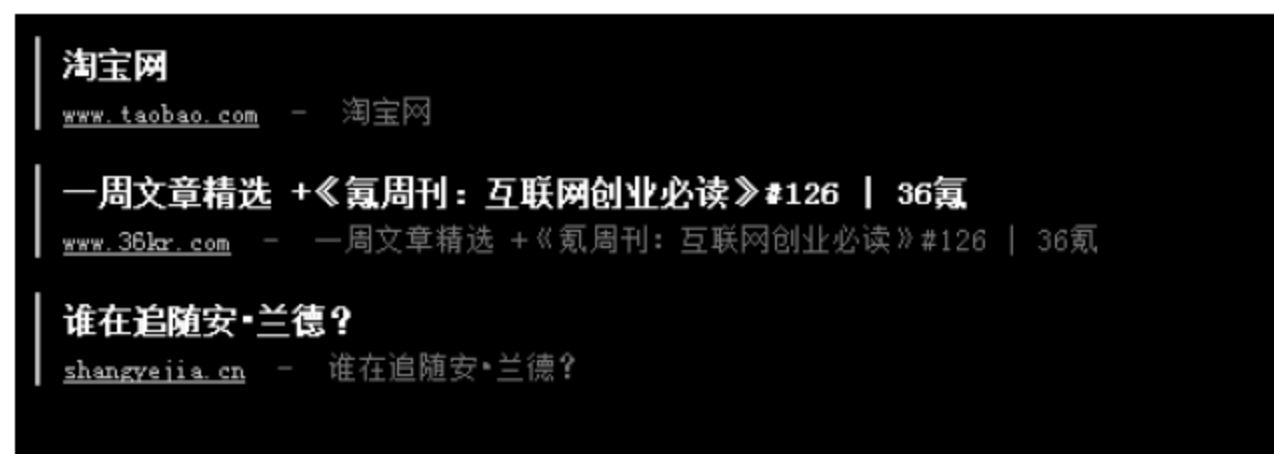 淘宝网
www.taobao.com - 淘宝网
一周文章精选 +《氪周刊：互联网创业必读》#126 | 36氪
www.36kr.com - 一周文章精选 +《氪周刊：互联网创业必读》#126 | 36氪
谁在追随安·兰德？
shangyejia.cn - 谁在追随安·兰德？